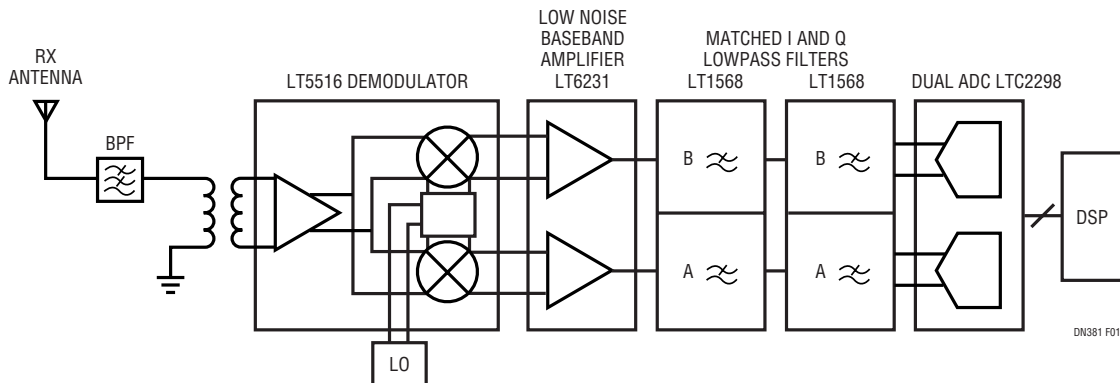 RX
ANTENNA
BPF
LT5516 DEMODULATOR
LO
LOW NOISE
BASEBAND
AMPLIFIER
LT6231
MATCHED I AND Q
LOWPASS FILTERS
LT1568
LT1568
B
B
A
A
DUAL ADC LTC2298
DSP
DN381 F01